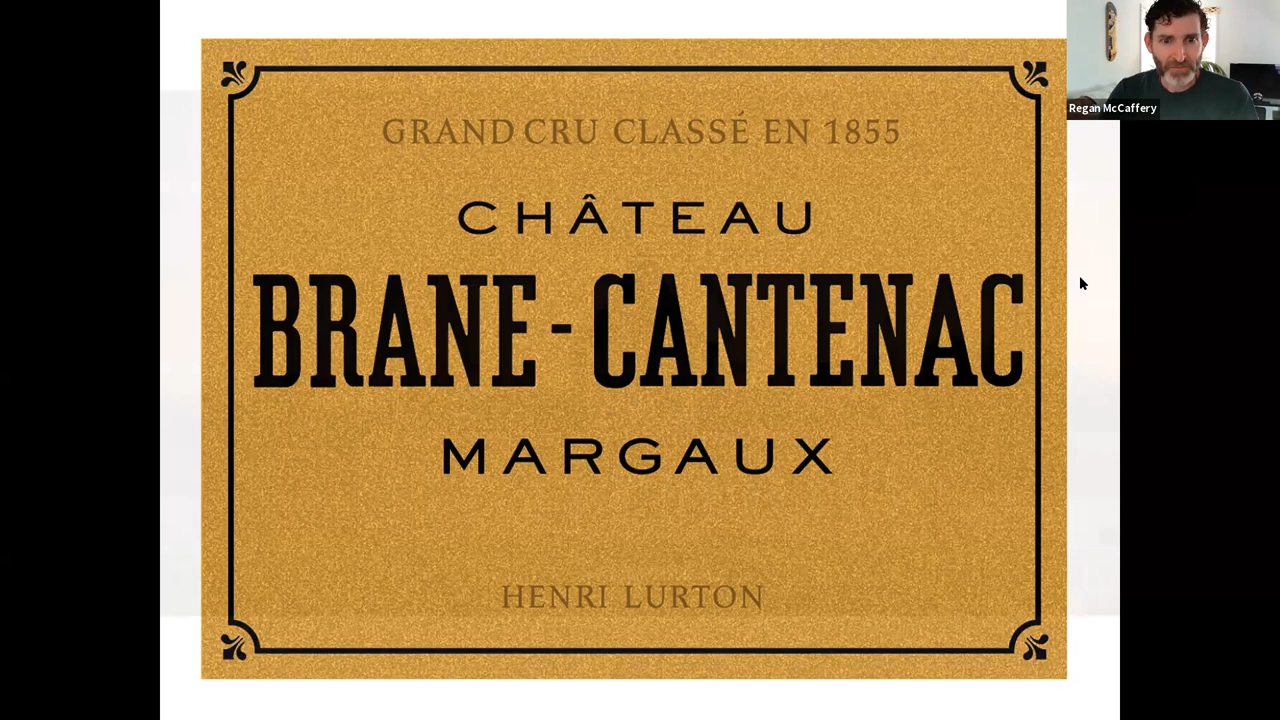 GRAND CRU CLASSÉ EN 1855
CHÂTEAU
BRANE-CANTENAC
MARGAUX
HENRI LURTON
Regan McCaffery